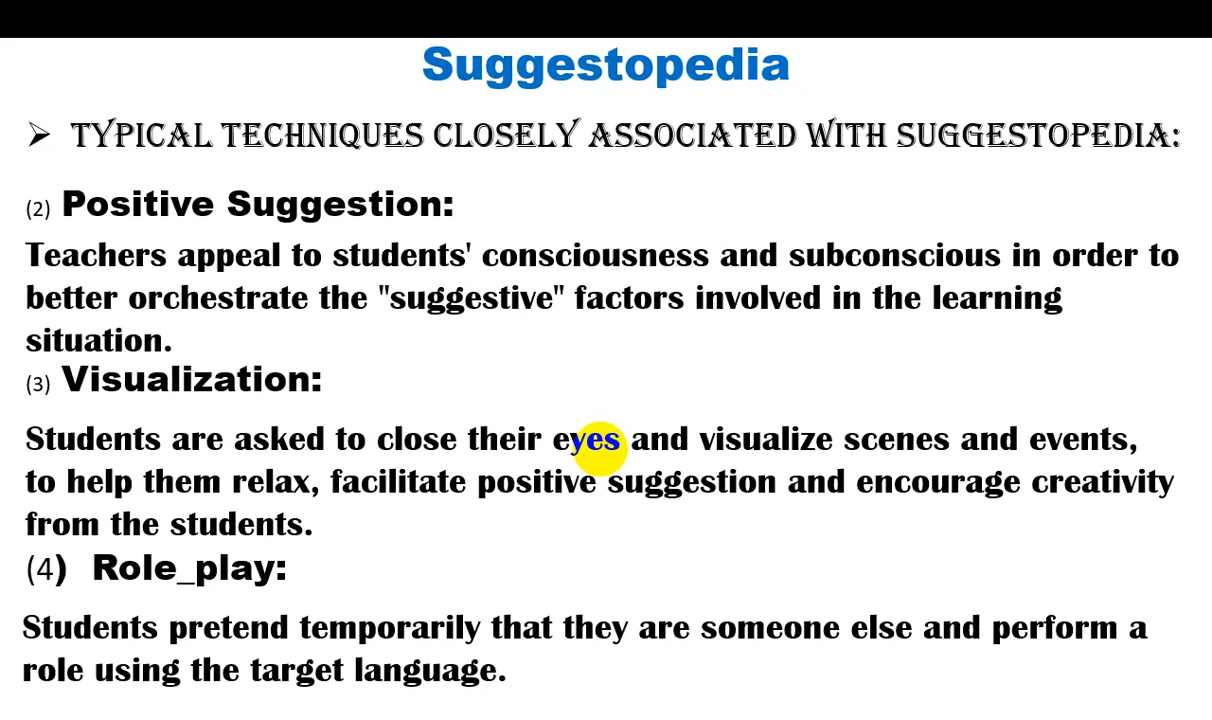 Suggestopedia
➢ TYPICAL TECHNIQUES CLOSELY ASSOCIATED WITH SUGGESTOPEDIA:
(2) Positive Suggestion:
Teachers appeal to students' consciousness and subconscious in order to
better orchestrate the "suggestive" factors involved in the learning
situation.
(3) Visualization:
Students are asked to close their eyes and visualize scenes and events,
to help them relax, facilitate positive suggestion and encourage creativity
from the students.
(4) Role_play:
Students pretend temporarily that they are someone else and perform a
role using the target language.